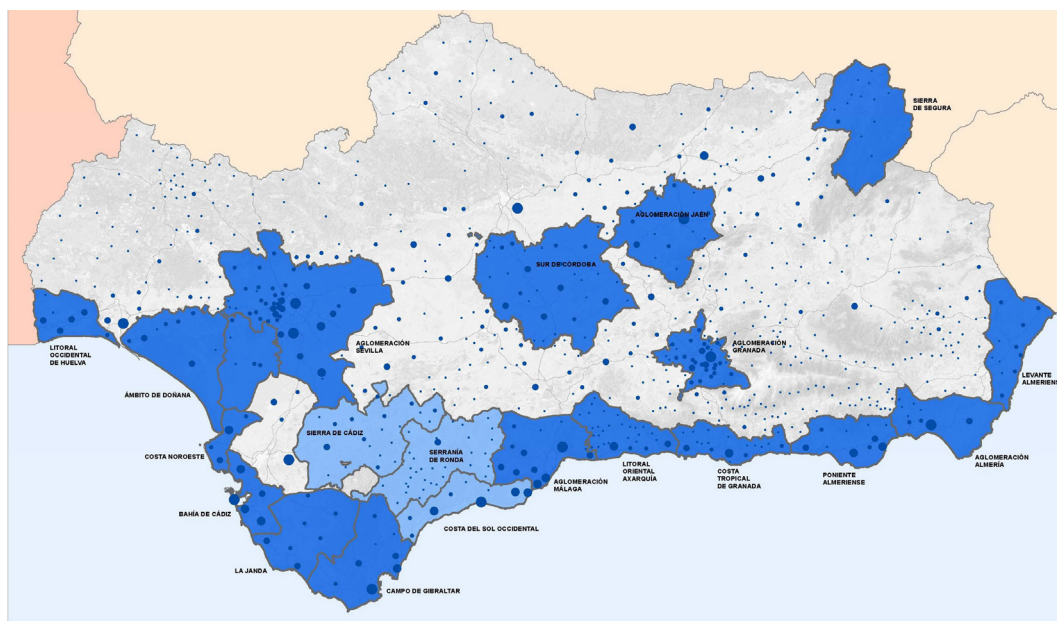 SIERRA
DE SEGURA
AGLOMERACIÓN JAÉN
SUR DE CÓRDOBA
LITORAL
OCCIDENTAL
DE HUELVA
AGLOMERACIÓN
SEVILLA
AGLOMERACIÓN
GRANADA
LEVANTE
ALMERIENSE
ÁMBITO DE DOÑANA
SIERRA DE CÁDIZ
COSTA NOROESTE
SERRANÍA
DE RONDA
AGLOMERACIÓN
MÁLAGA
LITORAL
ORIENTAL
AXARQUÍA
COSTA
TROPICAL
DE GRANADA
PONIENTE
ALMERIENSE
AGLOMERACIÓN
ALMERÍA
BAHÍA DE CÁDIZ
COSTA DEL SOL OCCIDENTAL
LA JANDA
CAMPO DE GIBRALTAR